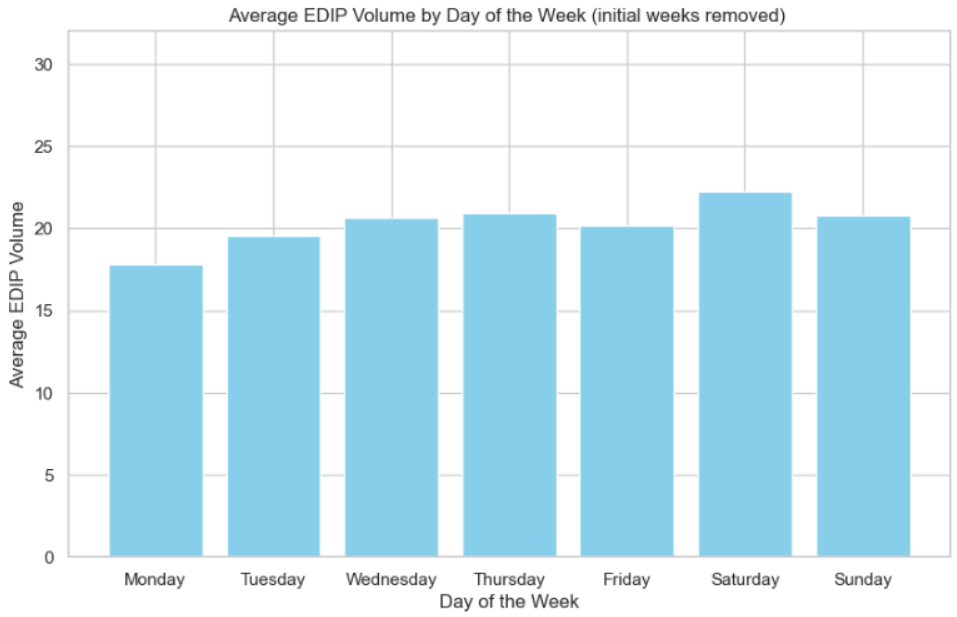 Average EDIP Volume by Day of the Week (initial weeks removed)
Average EDIP Volume
30
25
20
15
10
5
0
Monday Tuesday Wednesday Thursday Friday Saturday Sunday
Day of the Week